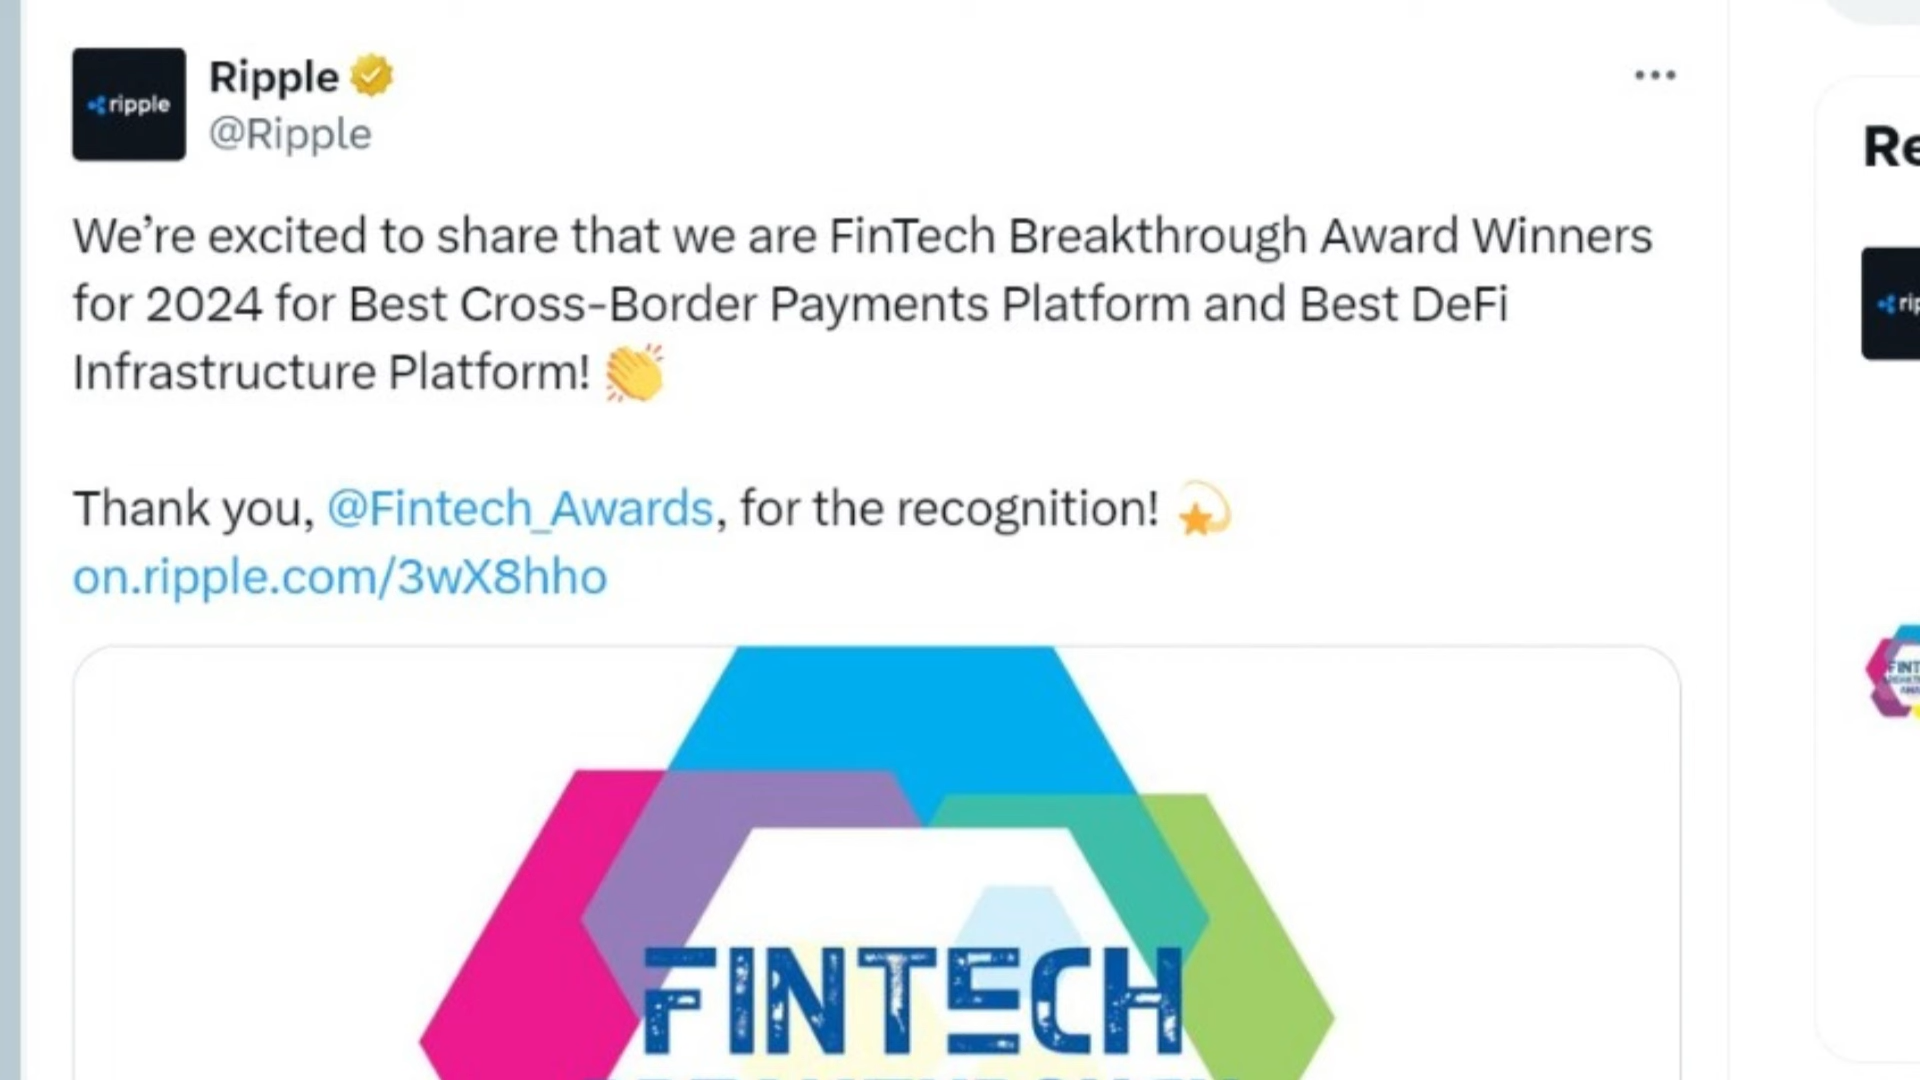 ripple
Ripple
@Ripple
We’re excited to share that we are FinTech Breakthrough Award Winners
for 2024 for Best Cross-Border Payments Platform and Best DeFi
Infrastructure Platform! 👏
Thank you, @Fintech_Awards, for the recognition! 💫
on.ripple.com/3wX8hho
FINTECH
Re
rip
FINT